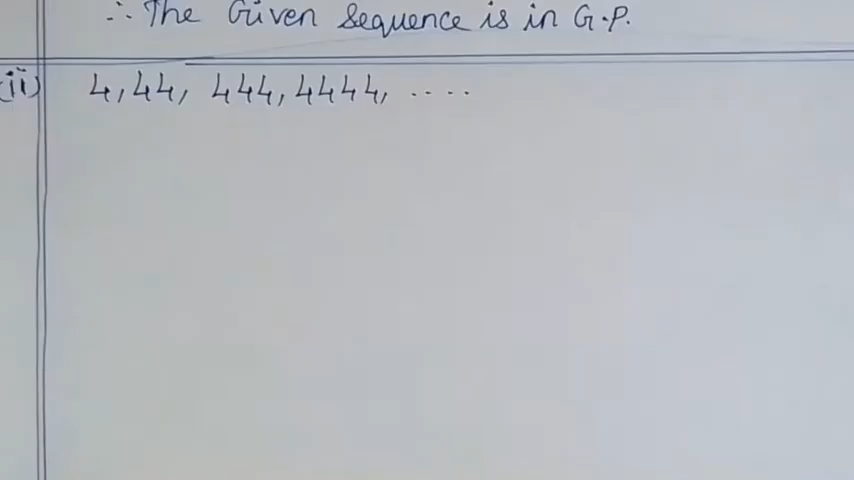 ∴ The Given Sequence is in G.P.
(ii) 4, 44, 444, 4444, ....